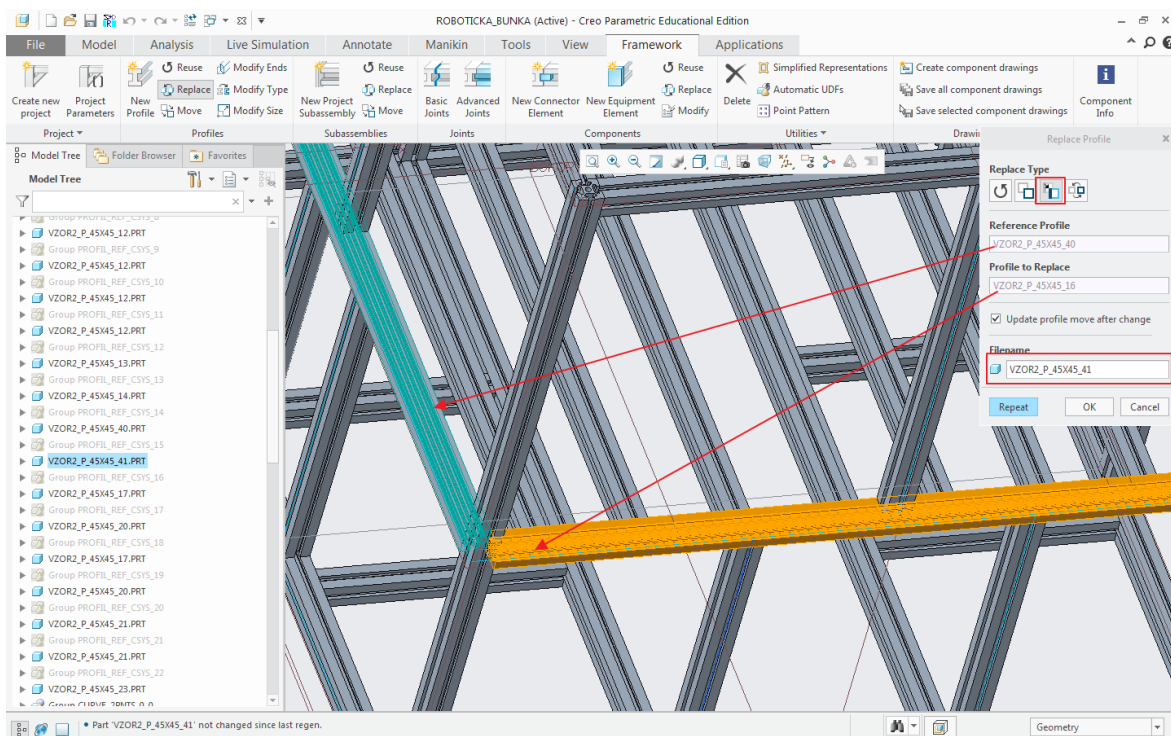 ROBOTICKA_BUNKA (Active) - Creo Parametric Educational Edition
File Model Analysis Live Simulation Annotate Manikin Tools View Framework Applications
Create new project
Project Parameters
New Profile
Reuse
Replace
Move
Modify Ends
Modify Type
Modify Size
New Project Subassembly
Reuse
Replace
Move
Basic Joints
Advanced Joints
New Connector Element
New Equipment Element
Reuse
Replace
Modify
Delete
Simplified Representations
Automatic UDFs
Point Pattern
Create component drawings
Save all component drawings
Save selected component drawings
Component Info
Project Profiles Subassemblies Joints Components Utilities Drawi
Model Tree Folder Browser Favorites
Model Tree
Group PROFIL_REF_CSYS_8
VZOR2_P_45X45_12.PRT
Group PROFIL_REF_CSYS_9
VZOR2_P_45X45_12.PRT
Group PROFIL_REF_CSYS_10
VZOR2_P_45X45_12.PRT
Group PROFIL_REF_CSYS_11
VZOR2_P_45X45_12.PRT
Group PROFIL_REF_CSYS_12
VZOR2_P_45X45_13.PRT
Group PROFIL_REF_CSYS_13
VZOR2_P_45X45_14.PRT
Group PROFIL_REF_CSYS_14
VZOR2_P_45X45_40.PRT
Group PROFIL_REF_CSYS_15
VZOR2_P_45X45_41.PRT
Group PROFIL_REF_CSYS_16
VZOR2_P_45X45_17.PRT
Group PROFIL_REF_CSYS_17
VZOR2_P_45X45_20.PRT
Group PROFIL_REF_CSYS_18
VZOR2_P_45X45_17.PRT
Group PROFIL_REF_CSYS_19
VZOR2_P_45X45_20.PRT
Group PROFIL_REF_CSYS_20
VZOR2_P_45X45_21.PRT
Group PROFIL_REF_CSYS_21
VZOR2_P_45X45_21.PRT
Group PROFIL_REF_CSYS_22
VZOR2_P_45X45_23.PRT
Group CURVE_2PNTS_0_0
Replace Profile
Replace Type
Reference Profile
VZOR2_P_45X45_40
Profile to Replace
VZOR2_P_45X45_16
Update profile move after change
Filename
VZOR2_P_45X45_41
Repeat OK Cancel
• Part 'VZOR2_P_45X45_41' not changed since last regen.
Geometry